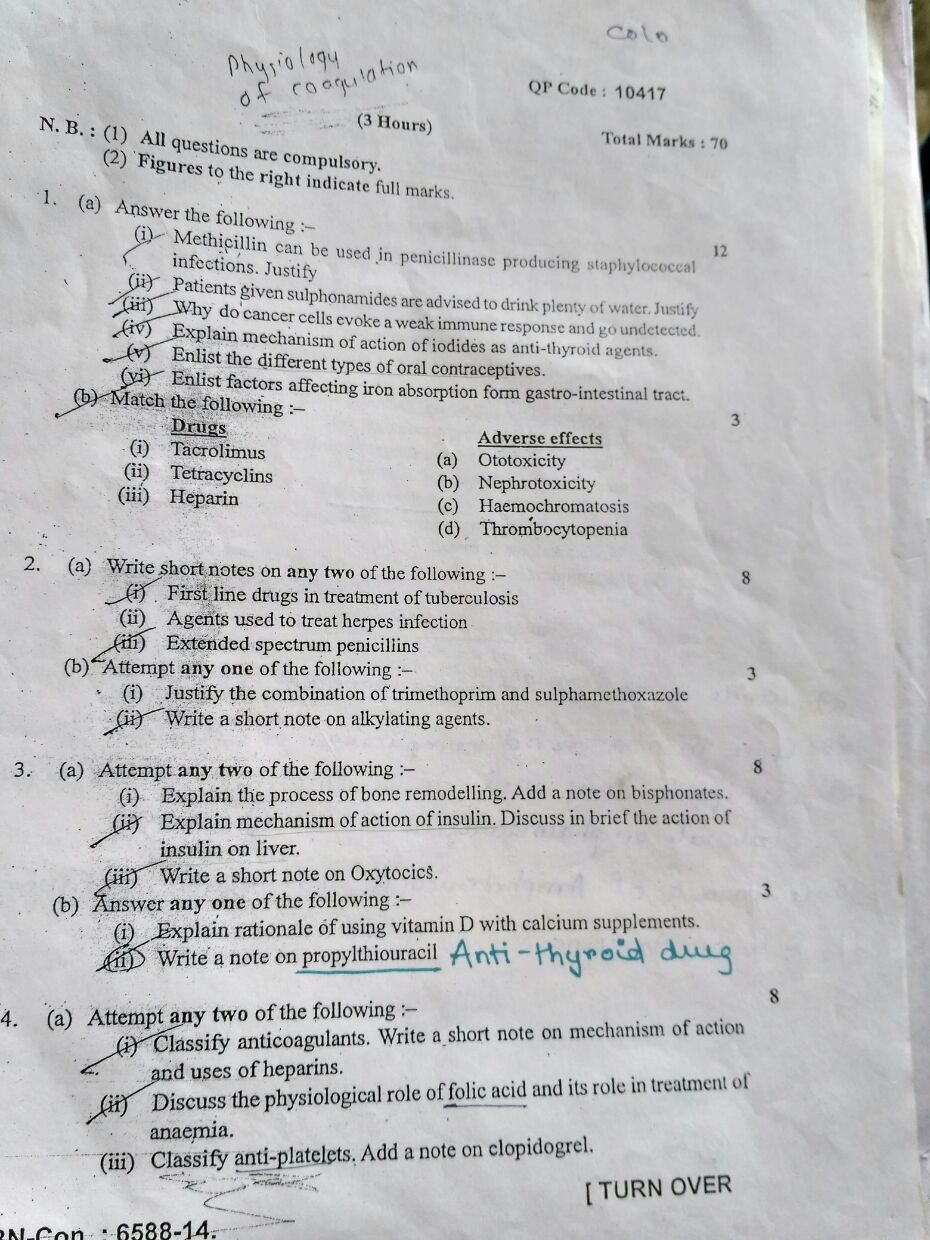 Colo
Physiology
of coagulation
QP Code : 10417
(3 Hours)
Total Marks : 70
N. B. : (1) All questions are compulsory.
(2) Figures to the right indicate full marks.
1. (a) Answer the following :– 12
(i) Methicillin can be used in penicillinase producing staphylococcal
infections. Justify
(ii) Patients given sulphonamides are advised to drink plenty of water. Justify
(iii) Why do cancer cells evoke a weak immune response and go undetected.
(iv) Explain mechanism of action of iodides as anti-thyroid agents.
(v) Enlist the different types of oral contraceptives.
(vi) Enlist factors affecting iron absorption form gastro-intestinal tract.
(b) Match the following :– 3
Drugs Adverse effects
(i) Tacrolimus (a) Ototoxicity
(ii) Tetracyclins (b) Nephrotoxicity
(iii) Heparin (c) Haemochromatosis
(d) Thrombocytopenia
2. (a) Write short notes on any two of the following :– 8
(i) First line drugs in treatment of tuberculosis
(ii) Agents used to treat herpes infection
(iii) Extended spectrum penicillins
(b) Attempt any one of the following :– 3
(i) Justify the combination of trimethoprim and sulphamethoxazole
(ii) Write a short note on alkylating agents.
3. (a) Attempt any two of the following :– 8
(i) Explain the process of bone remodelling. Add a note on bisphonates.
(ii) Explain mechanism of action of insulin. Discuss in brief the action of
insulin on liver.
(iii) Write a short note on Oxytocics.
(b) Answer any one of the following :– 3
(i) Explain rationale of using vitamin D with calcium supplements.
(ii) Write a note on propylthiouracil Anti-thyroid drug
4. (a) Attempt any two of the following :– 8
(i) Classify anticoagulants. Write a short note on mechanism of action
and uses of heparins.
(ii) Discuss the physiological role of folic acid and its role in treatment of
anaemia.
(iii) Classify anti-platelets. Add a note on clopidogrel.
[ TURN OVER
RN-Con. : 6588-14.